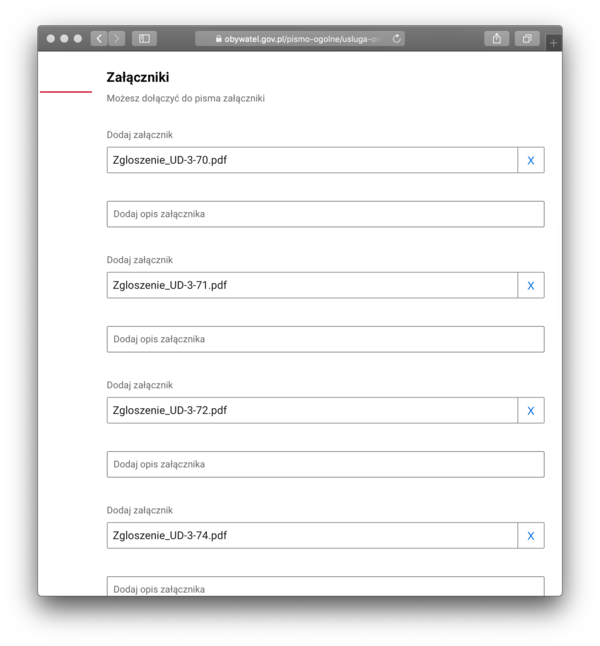 obywatel.gov.pl/pismo-ogolne/usluga-
Załączniki
Możesz dołączyć do pisma załączniki
Dodaj załącznik
Zgloszenie_UD-3-70.pdf X
Dodaj opis załącznika
Dodaj załącznik
Zgloszenie_UD-3-71.pdf X
Dodaj opis załącznika
Dodaj załącznik
Zgloszenie_UD-3-72.pdf X
Dodaj opis załącznika
Dodaj załącznik
Zgloszenie_UD-3-74.pdf X
Dodaj opis załącznika